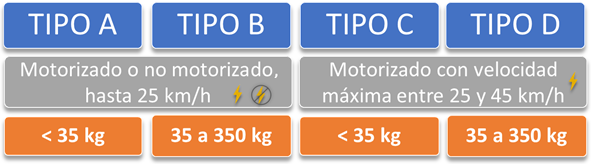 TIPO A TIPO B TIPO C TIPO D
Motorizado o no motorizado,
hasta 25 km/h
Motorizado con velocidad
máxima entre 25 y 45 km/h
< 35 kg 35 a 350 kg < 35 kg 35 a 350 kg